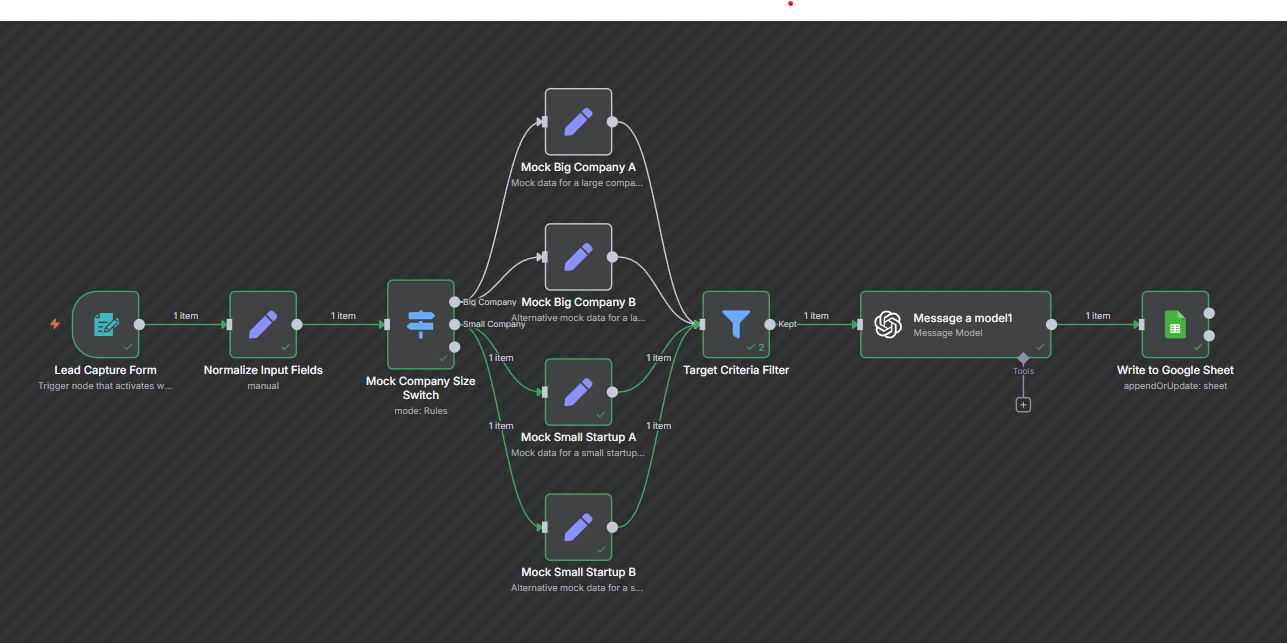 Mock Big Company A
Mock data for a large compa...
Big Company
Mock Big Company B
Alternative mock data for a la...
1 item
1 item
Small Company
Kept
1 item
Message a model1
Message Model
1 item
Tools
1 item
1 item
Lead Capture Form
Trigger node that activates w...
Normalize Input Fields
manual
Mock Company Size
Switch
mode: Rules
2
Target Criteria Filter
Write to Google Sheet
appendOrUpdate: sheet
1 item
1 item
Mock Small Startup A
Mock data for a small startup...
Mock Small Startup B
Alternative mock data for a s...